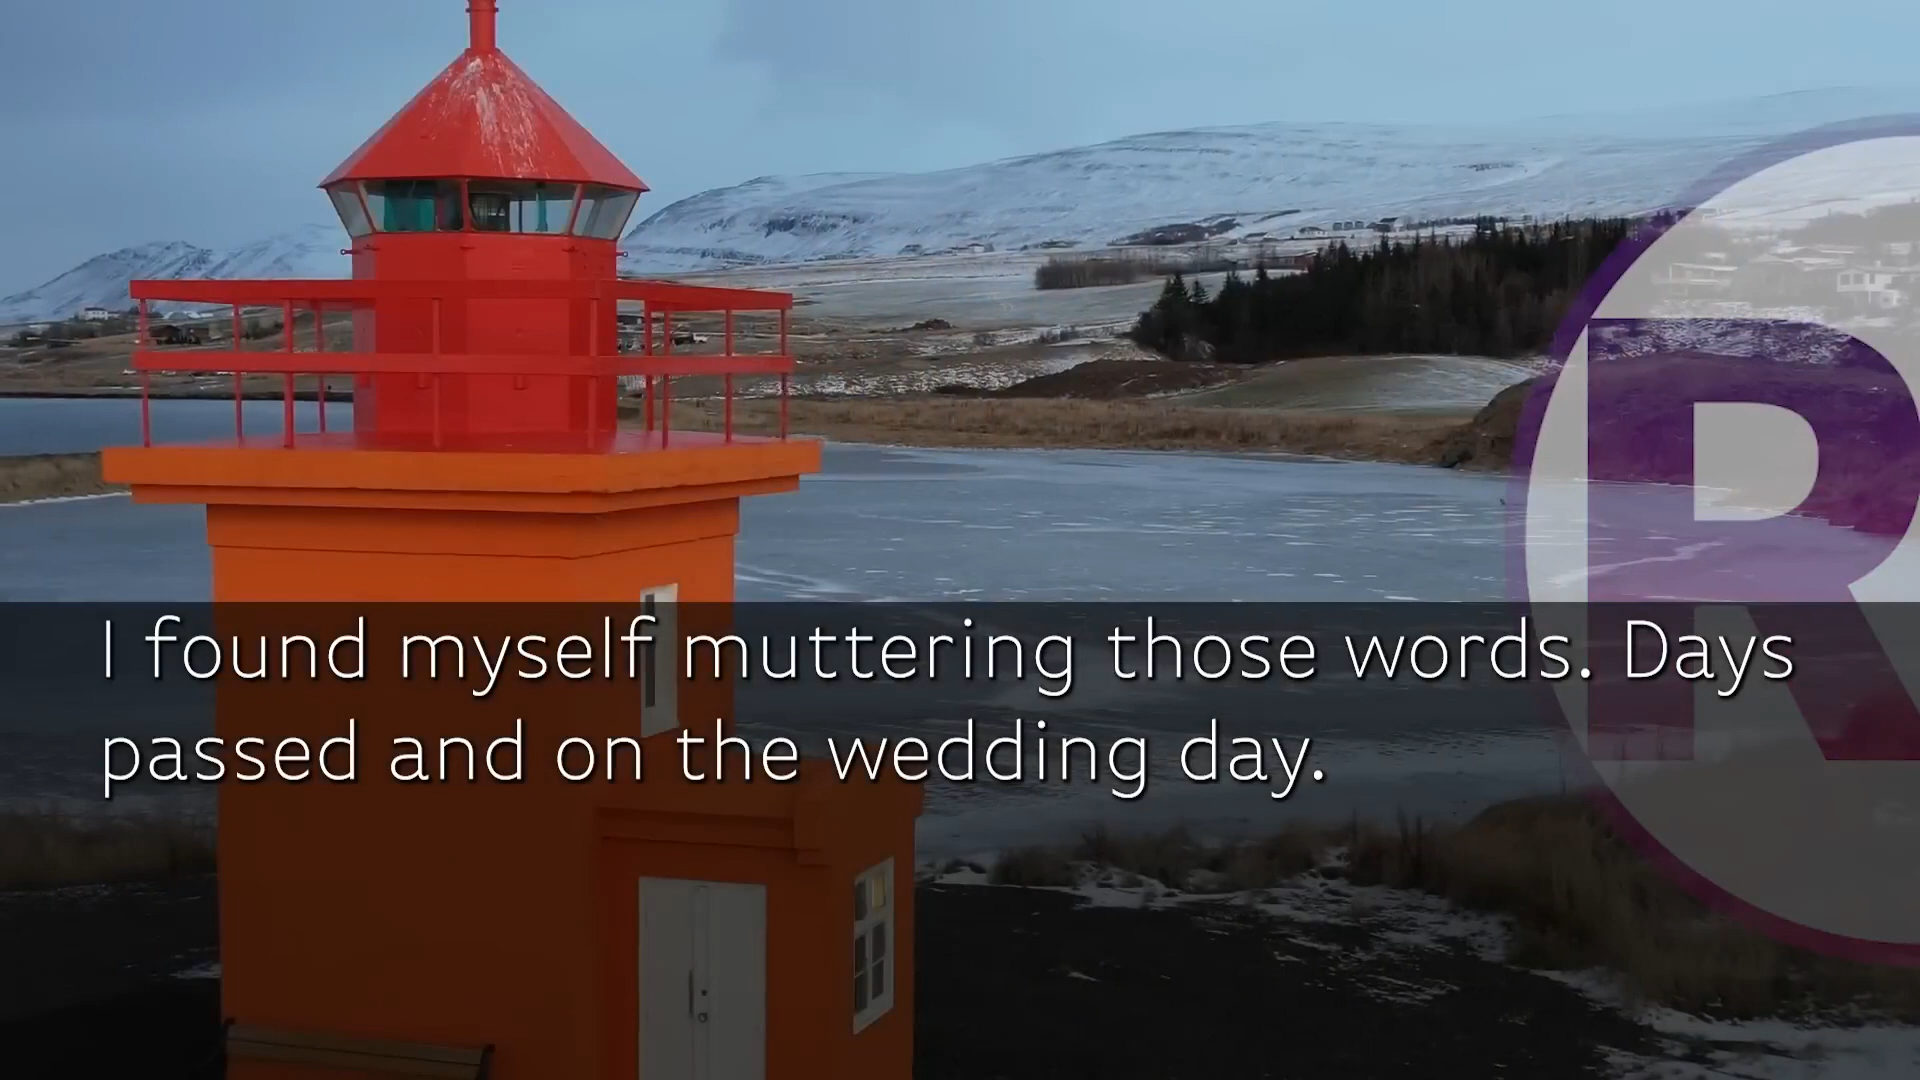 I found myself muttering those words. Days
passed and on the wedding day.
R